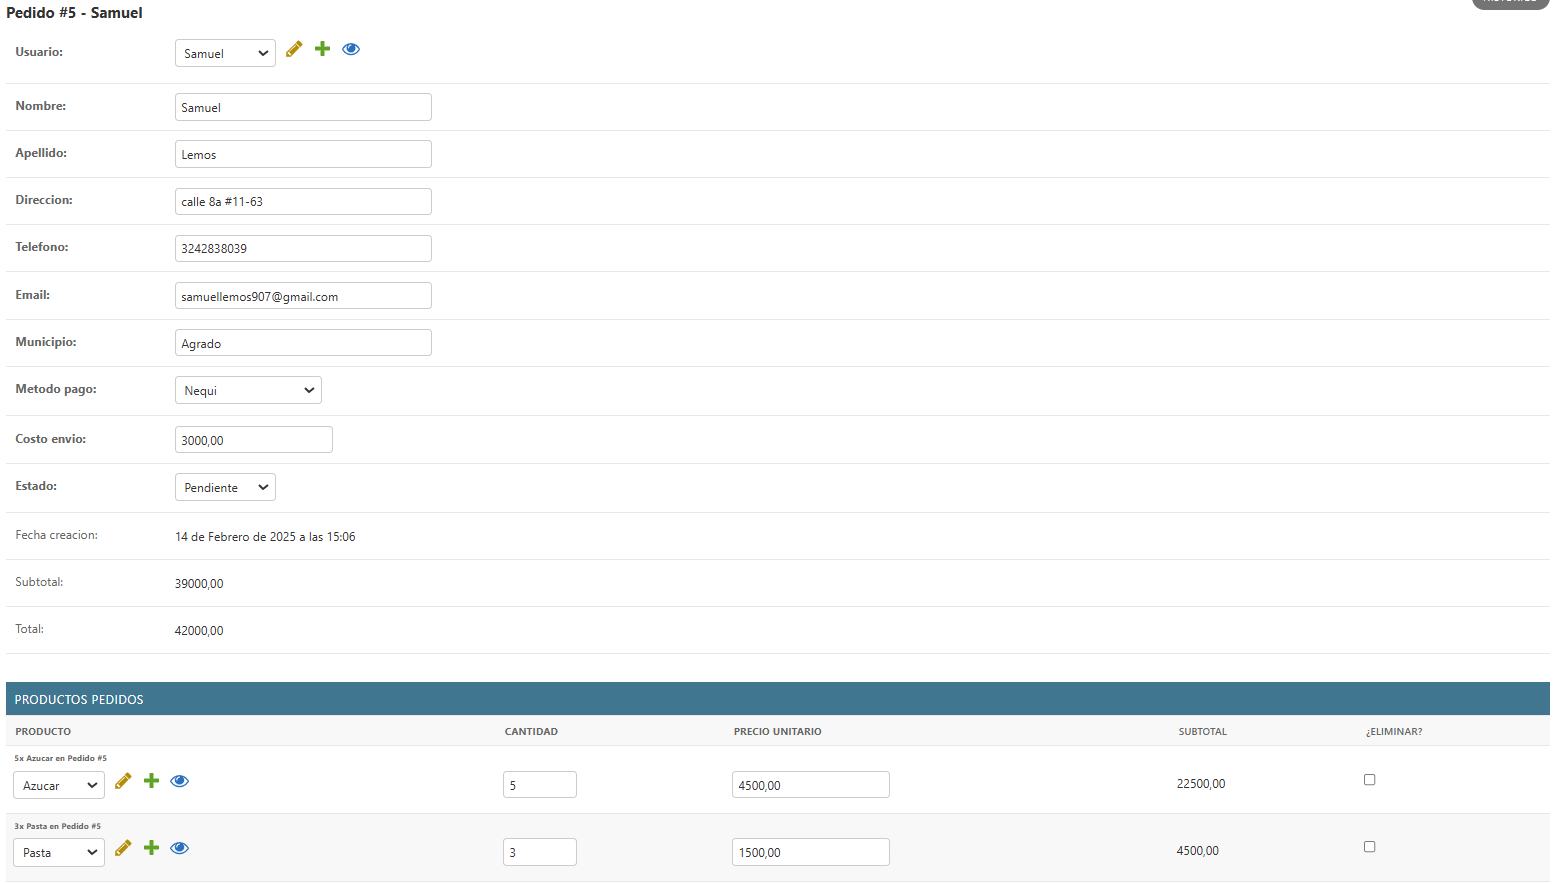 Pedido #5 - Samuel
Usuario: Samuel
Nombre: Samuel
Apellido: Lemos
Direccion: calle 8a #11-63
Telefono: 3242838039
Email: samuellemos907@gmail.com
Municipio: Agrado
Metodo pago: Nequi
Costo envio: 3000,00
Estado: Pendiente
Fecha creacion: 14 de Febrero de 2025 a las 15:06
Subtotal: 39000,00
Total: 42000,00
PRODUCTOS PEDIDOS
PRODUCTO CANTIDAD PRECIO UNITARIO SUBTOTAL ¿ELIMINAR?
5x Azucar en Pedido #5
Azucar 5 4500,00 22500,00
3x Pasta en Pedido #5
Pasta 3 1500,00 4500,00